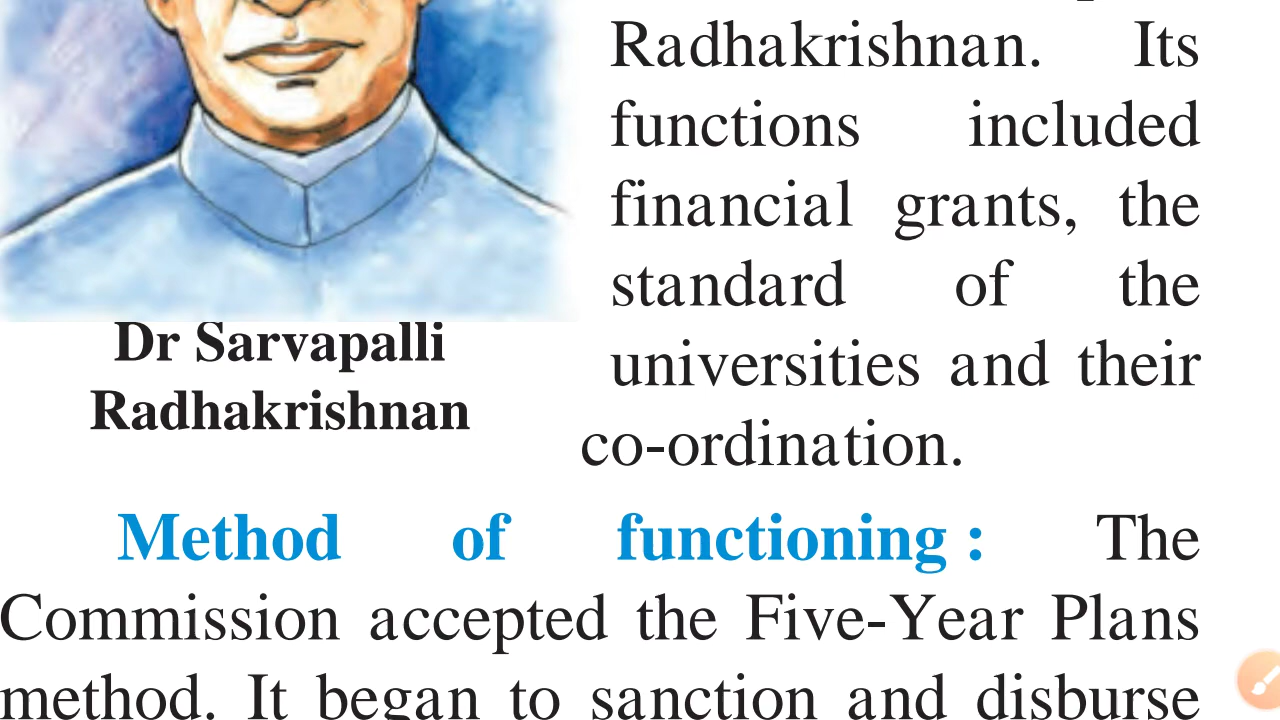 Radhakrishnan. Its
functions included
financial grants, the
standard of the
universities and their
co-ordination.
Dr Sarvapalli
Radhakrishnan
Method of functioning : The
Commission accepted the Five-Year Plans
method. It began to sanction and disburse